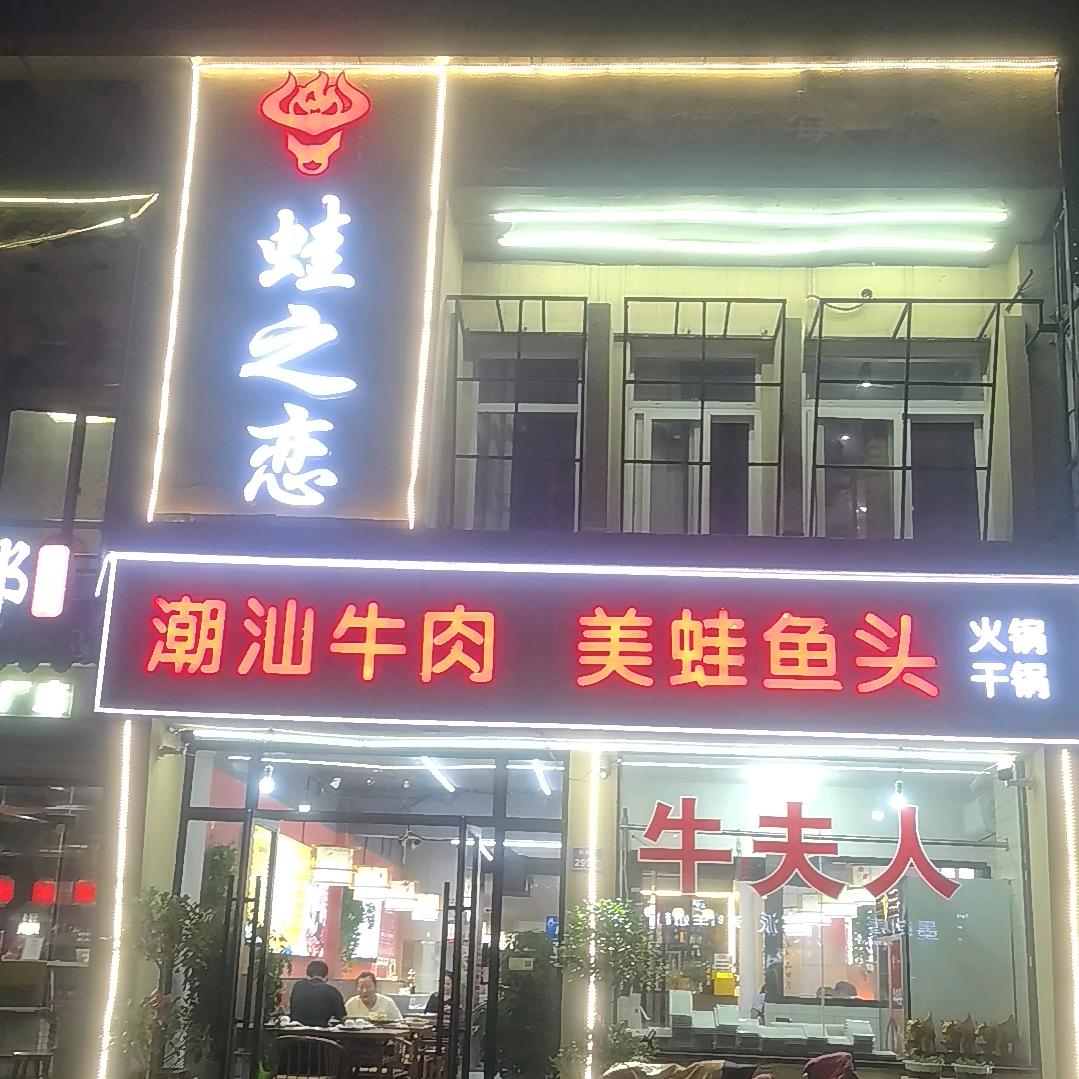 蛙之恋
潮汕牛肉 美蛙鱼头
火锅
干锅
牛夫人